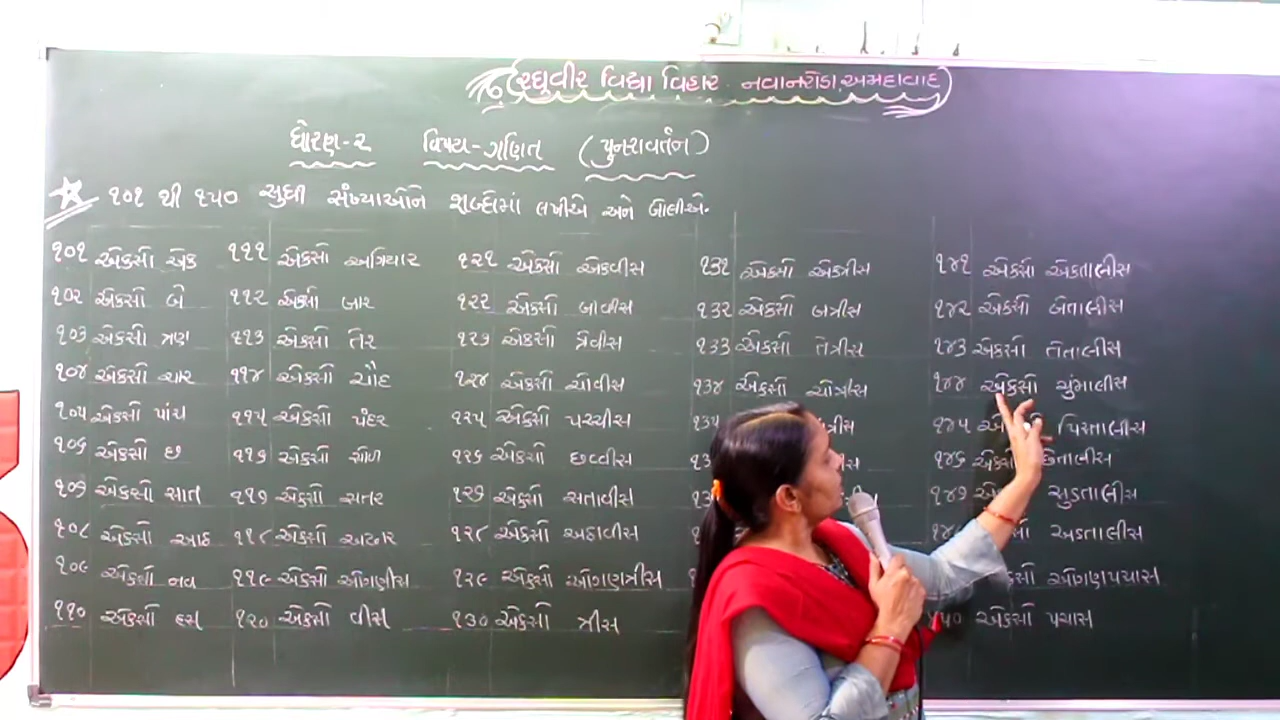 રઘુવીર વિદ્યા વિહાર નવાનરોડા, અમદાવાદ
ધોરણ-૨ વિષય-ગણિત (પુનરાવર્તન)
૧૦૧ થી ૧૫૦ સુધી સંખ્યાઓને શબ્દોમાં લખીએ અને બોલીએ.
૧૦૧ એકસો એક ૧૧૧ એકસો અગિયાર ૧૨૧ એકસો એકવીસ ૧૩૧ એકસો એકત્રીસ ૧૪૧ એકસો એકતાલીસ
૧૦૨ એકસો બે ૧૧૨ એકસો બાર ૧૨૨ એકસો બાવીસ ૧૩૨ એકસો બત્રીસ ૧૪૨ એકસો બેતાલીસ
૧૦૩ એકસો ત્રણ ૧૧૩ એકસો તેર ૧૨૩ એકસો ત્રેવીસ ૧૩૩ એકસો તેત્રીસ ૧૪૩ એકસો તેતાલીસ
૧૦૪ એકસો ચાર ૧૧૪ એકસો ચૌદ ૧૨૪ એકસો ચોવીસ ૧૩૪ એકસો ચોત્રીસ ૧૪૪ એકસો ચુંમાલીસ
૧૦૫ એકસો પાંચ ૧૧૫ એકસો પંદર ૧૨૫ એકસો પચ્ચીસ ૧૪૫ પિસ્તાલીસ
૧૦૬ એકસો છ ૧૧૬ એકસો સોળ ૧૨૬ એકસો છવ્વીસ ૧૪૬ એકસો છેતાલીસ
૧૦૭ એકસો સાત ૧૧૭ એકસો સત્તર ૧૨૭ એકસો સતાવીસ ૧૪૭ સુડતાલીસ
૧૦૮ એકસો આઠ ૧૧૮ એકસો અઢાર ૧૨૮ એકસો અઠાવીસ અડતાલીસ
૧૦૯ એકસો નવ ૧૧૯ એકસો ઓગણીસ ૧૨૯ એકસો ઓગણત્રીસ ઓગણપચાસ
૧૧૦ એકસો દસ ૧૨૦ એકસો વીસ ૧૩૦ એકસો ત્રીસ એકસો પચાસ